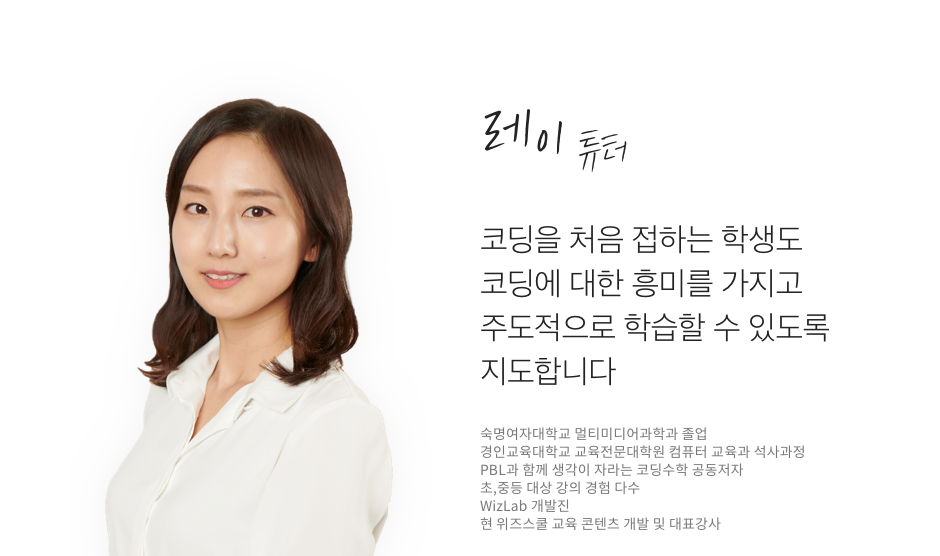 레이 튜터
코딩을 처음 접하는 학생도
코딩에 대한 흥미를 가지고
주도적으로 학습할 수 있도록
지도합니다
숙명여자대학교 멀티미디어과학과 졸업
경인교육대학교 교육전문대학원 컴퓨터 교육과 석사과정
PBL과 함께 생각이 자라는 코딩수학 공동저자
초,중등 대상 강의 경험 다수
WizLab 개발진
현 위즈스쿨 교육 콘텐츠 개발 및 대표강사